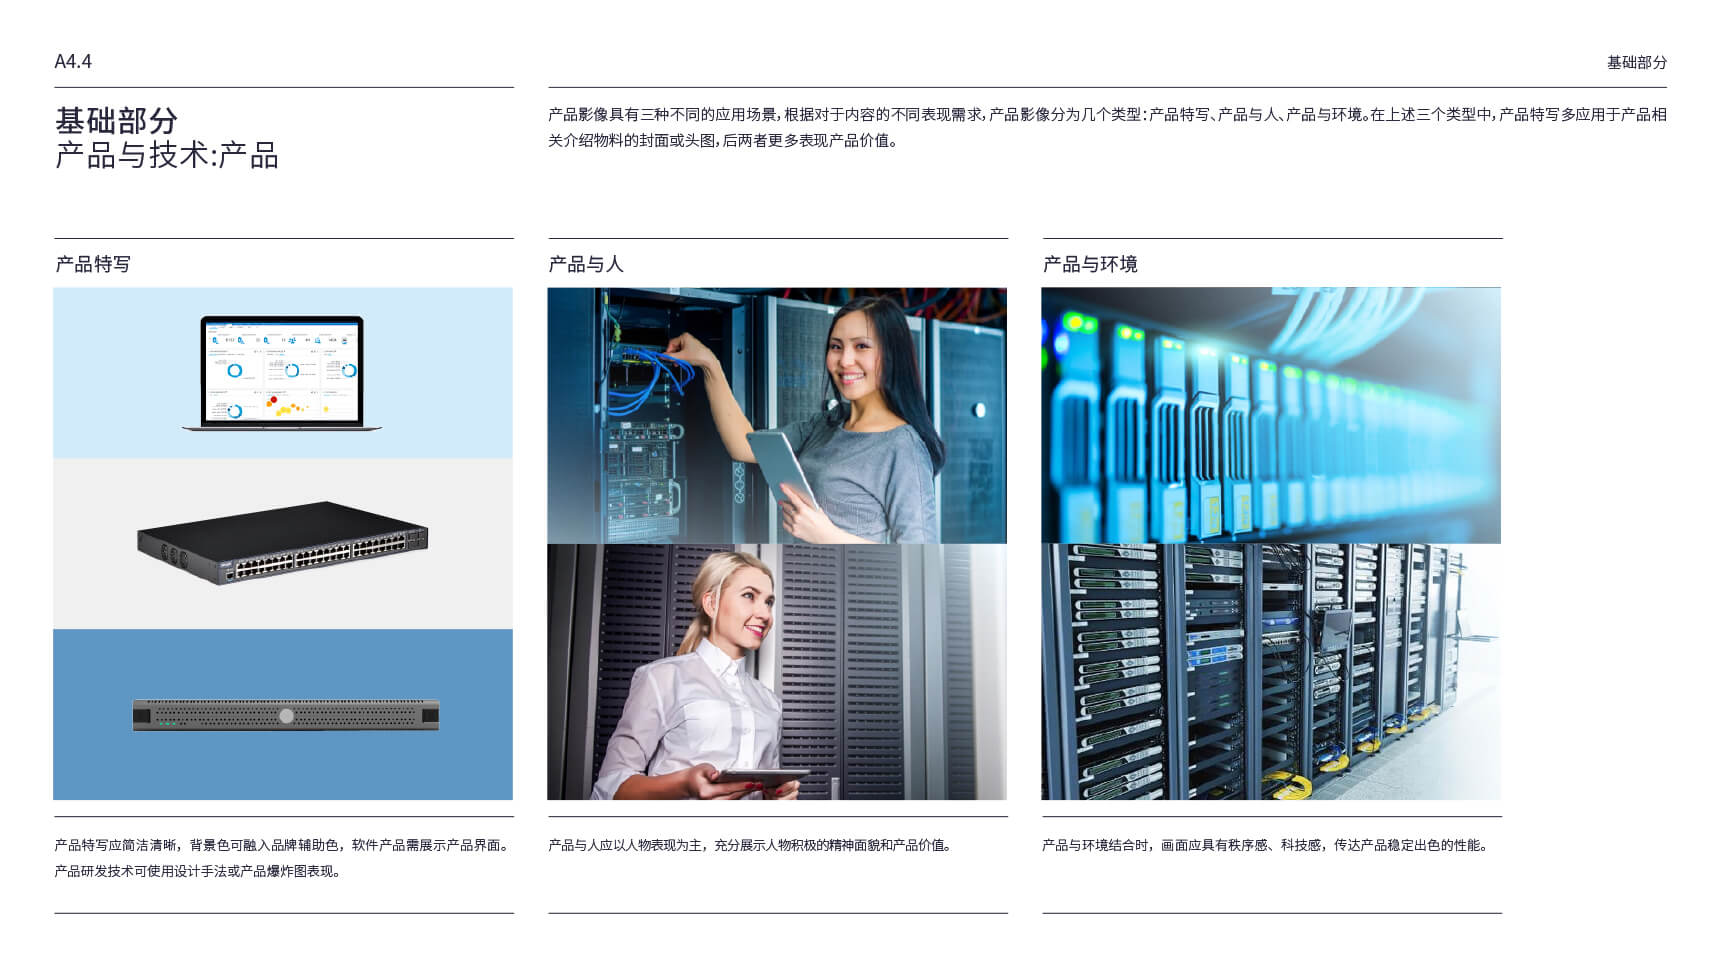 A4.4
基础部分
基础部分
产品与技术:产品
产品影像具有三种不同的应用场景，根据对于内容的不同表现需求，产品影像分为几个类型：产品特写、产品与人、产品与环境。在上述三个类型中，产品特写多应用于产品相
关介绍物料的封面或头图，后两者更多表现产品价值。
产品特写
产品与人
产品与环境
产品特写应简洁清晰，背景色可融入品牌辅助色，软件产品需展示产品界面。
产品研发技术可使用设计手法或产品爆炸图表现。
产品与人应以人物表现为主，充分展示人物积极的精神面貌和产品价值。
产品与环境结合时，画面应具有秩序感、科技感，传达产品稳定出色的性能。